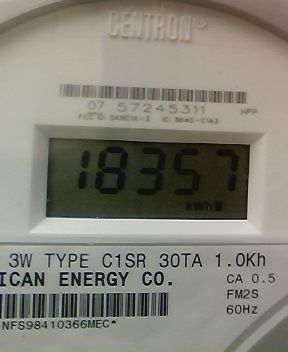 CENTRON®
07 57245311 HPP
18357
kWh
3W TYPE C1SR 30TA 1.0Kh
ICAN ENERGY CO. CA 0.5
FM2S
60Hz
NFS98410366MEC*